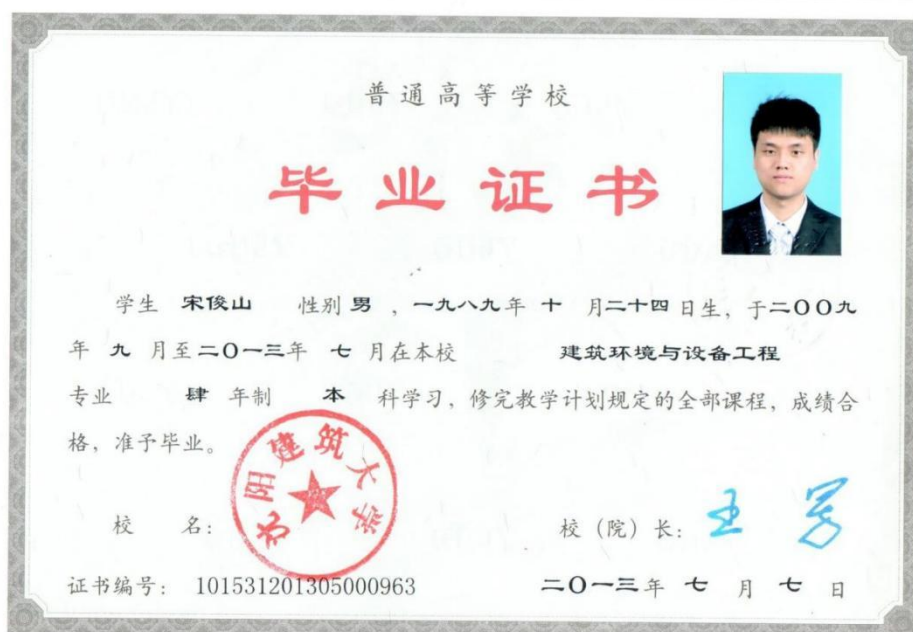 普通高等学校
毕业证书
学生 宋俊山 性别 男 ，一九八九年 十 月二十四日生，于二〇〇九
年 九 月至二〇一三年 七 月在本校 建筑环境与设备工程
专业 肆 年制 本 科学习，修完教学计划规定的全部课程，成绩合
格，准予毕业。
沈阳建筑大学
校 名： 校（院）长：
证书编号： 101531201305000963 二〇一三年 七 月 七 日